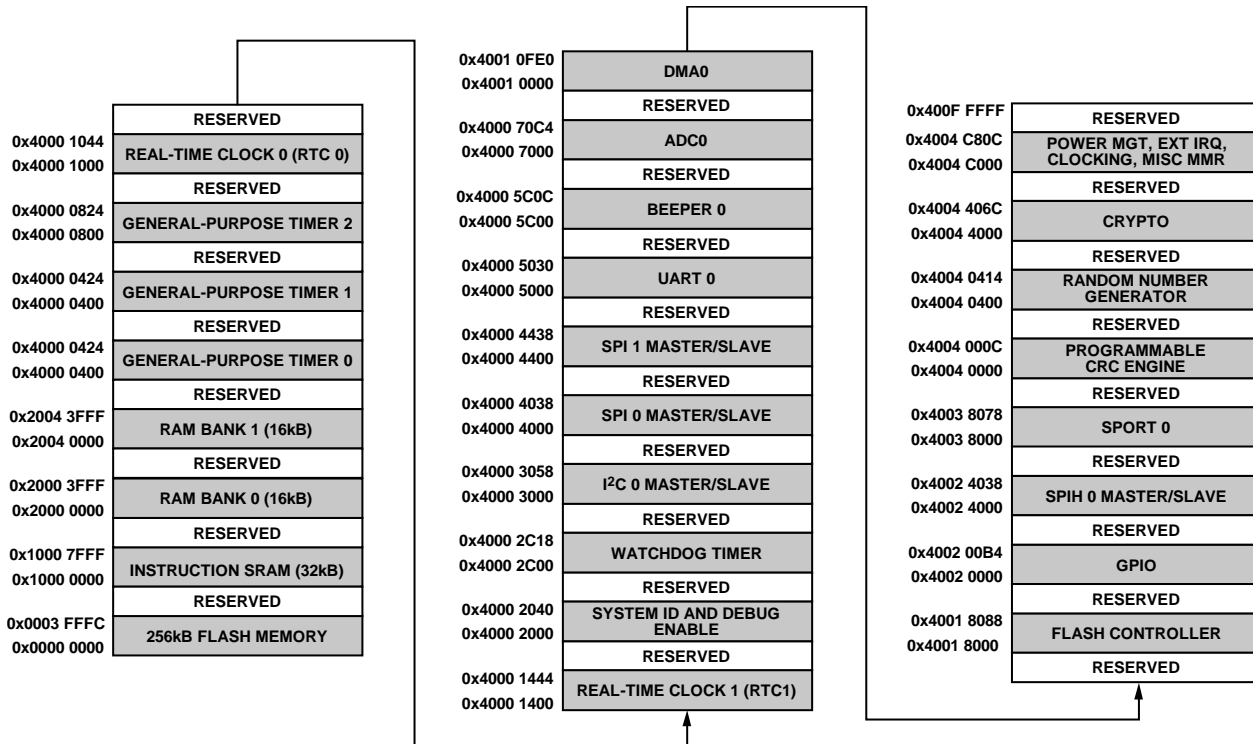 RESERVED
0x4000 1044
0x4000 1000
REAL-TIME CLOCK 0 (RTC 0)
RESERVED
0x4000 0824
0x4000 0800
GENERAL-PURPOSE TIMER 2
RESERVED
0x4000 0424
0x4000 0400
GENERAL-PURPOSE TIMER 1
RESERVED
0x4000 0424
0x4000 0400
GENERAL-PURPOSE TIMER 0
RESERVED
0x2004 3FFF
0x2004 0000
RAM BANK 1 (16kB)
RESERVED
0x2000 3FFF
0x2000 0000
RAM BANK 0 (16kB)
RESERVED
0x1000 7FFF
0x1000 0000
INSTRUCTION SRAM (32kB)
RESERVED
0x0003 FFFC
0x0000 0000
256kB FLASH MEMORY
0x4001 0FE0
0x4001 0000
DMA0
RESERVED
0x4000 70C4
0x4000 7000
ADC0
RESERVED
0x4000 5C0C
0x4000 5C00
BEEPER 0
RESERVED
0x4000 5030
0x4000 5000
UART 0
RESERVED
0x4000 4438
0x4000 4400
SPI 1 MASTER/SLAVE
RESERVED
0x4000 4038
0x4000 4000
SPI 0 MASTER/SLAVE
RESERVED
0x4000 3058
0x4000 3000
I2C 0 MASTER/SLAVE
RESERVED
0x4000 2C18
0x4000 2C00
WATCHDOG TIMER
RESERVED
0x4000 2040
0x4000 2000
SYSTEM ID AND DEBUG
ENABLE
RESERVED
0x4000 1444
0x4000 1400
REAL-TIME CLOCK 1 (RTC1)
0x400F FFFF
RESERVED
0x4004 C80C
0x4004 C000
POWER MGT, EXT IRQ,
CLOCKING, MISC MMR
RESERVED
0x4004 406C
0x4004 4000
CRYPTO
RESERVED
0x4004 0414
0x4004 0400
RANDOM NUMBER
GENERATOR
RESERVED
0x4004 000C
0x4004 0000
PROGRAMMABLE
CRC ENGINE
RESERVED
0x4003 8078
0x4003 8000
SPORT 0
RESERVED
0x4002 4038
0x4002 4000
SPIH 0 MASTER/SLAVE
RESERVED
0x4002 00B4
0x4002 0000
GPIO
RESERVED
0x4001 8088
0x4001 8000
FLASH CONTROLLER
RESERVED